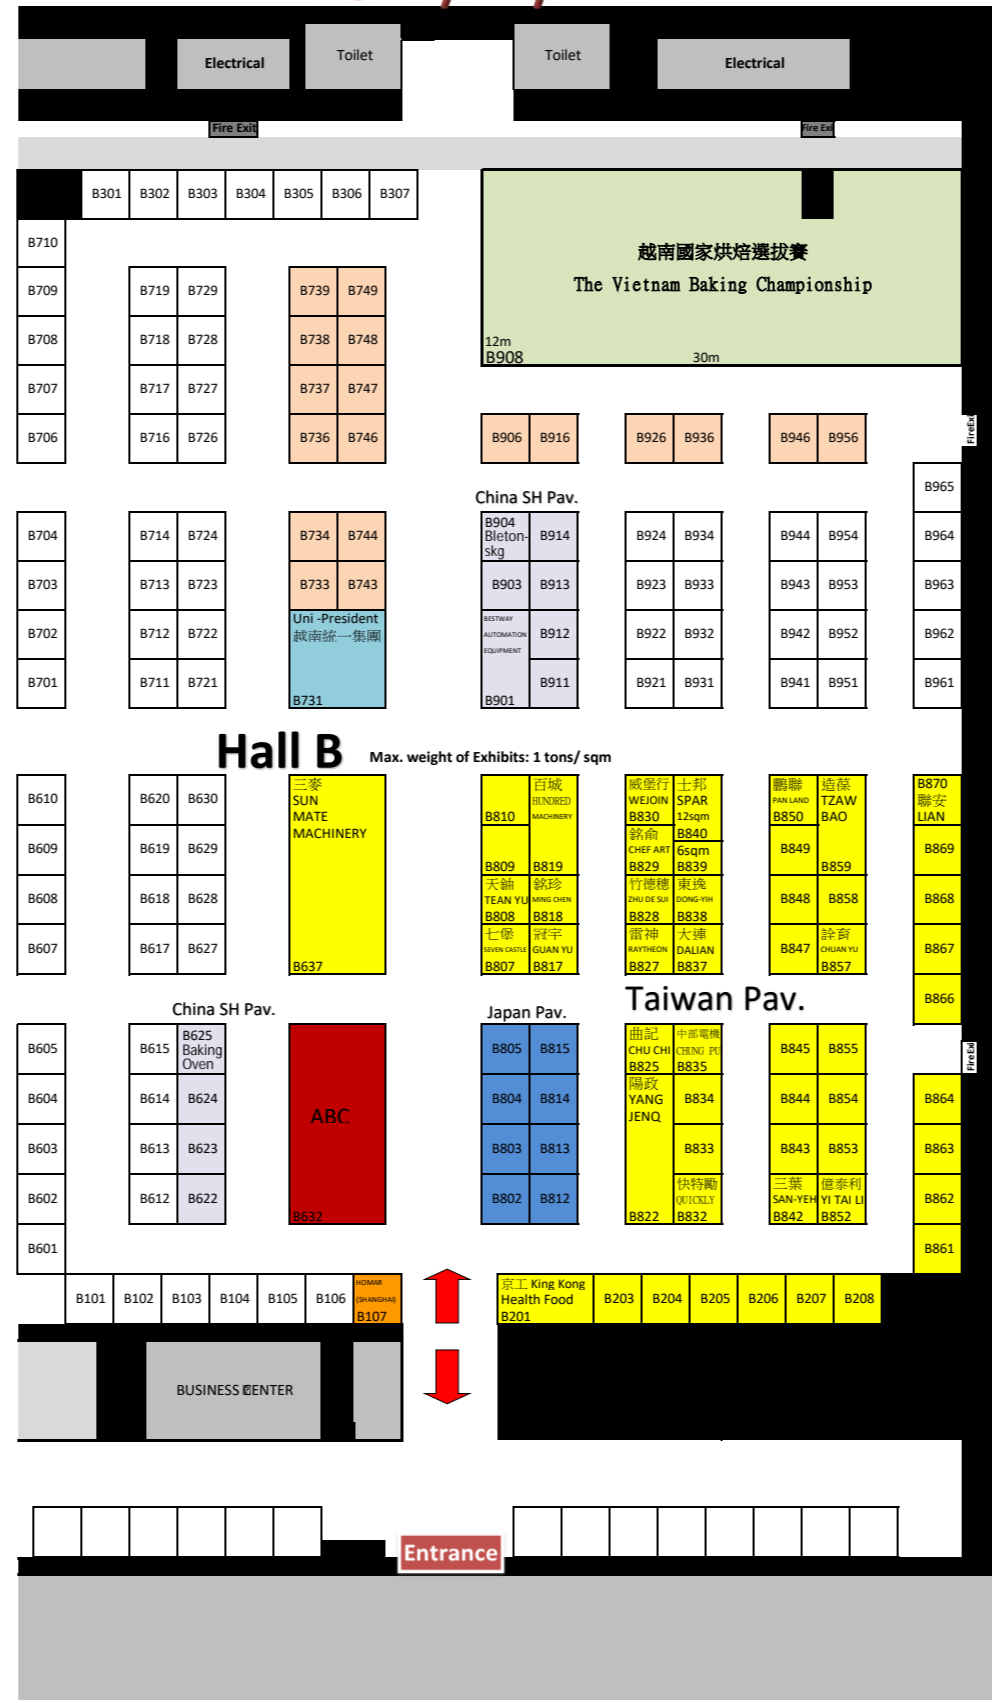 Electrical
Toilet
Toilet
Electrical
Fire Exit
Fire Exi
B301 B302 B303 B304 B305 B306 B307
B710
越南國家烘焙選拔賽
The Vietnam Baking Championship
B709 B719 B729 B739 B749
B708 B718 B728 B738 B748
12m
B908 30m
B707 B717 B727 B737 B747
B706 B716 B726 B736 B746 B906 B916 B926 B936 B946 B956
FireExi
B965
China SH Pav.
B704 B714 B724 B734 B744
B904
Bleton-
skg
B914 B924 B934 B944 B954 B964
B703 B713 B723 B733 B743 B903 B913 B923 B933 B943 B953 B963
Uni -President
越南統一集團
B731
BESTWAY
AUTOMATION
EQUIPMENT
B901
B702 B712 B722 B912 B922 B932 B942 B952 B962
B701 B711 B721 B911 B921 B931 B941 B951 B961
Hall B Max. weight of Exhibits: 1 tons/ sqm
B610 B620 B630
三麥
SUN
MATE
MACHINERY
B637
B810
百城
HUNDRED
MACHINERY
B819
威堡行
WEJOIN
B830
士邦
SPAR
12sqm
B840
鵬聯
PAN LAND
B850
造葆
TZAW
BAO
B859
B870
聯安
LIAN
B609 B619 B629
B809
銘俞
CHEF ART
B829
6sqm
B839
B849 B869
B608 B618 B628
天釉
TEAN YU
B808
銘珍
MING CHEN
B818
竹德穗
ZHU DE SUI
B828
東逸
DONG-YIH
B838
B848 B858 B868
B607 B617 B627
七堡
SEVEN CASTLE
B807
冠宇
GUAN YU
B817
雷神
RAYTHEON
B827
大連
DALIAN
B837
B847
詮育
CHUAN YU
B857
B867
B866
China SH Pav.
Japan Pav.
Taiwan Pav.
B605 B615
B625
Baking
Oven
ABC
B632
B805 B815
曲記
CHU CHI
B825
中部電機
CHUNG PU
B835
B845 B855
FireExi
B604 B614 B624 B804 B814
陽政
YANG
JENQ
B822
B834 B844 B854 B864
B603 B613 B623 B803 B813 B833 B843 B853 B863
B602 B612 B622 B802 B812
快特勵
QUICKLY
B832
三葉
SAN-YEH
B842
億泰利
YI TAI LI
B852
B862
B601 B861
B101 B102 B103 B104 B105 B106
HOMAR
(SHANGHAI)
B107
京工 King Kong
Health Food
B201
B203 B204 B205 B206 B207 B208
BUSINESS CENTER
Entrance